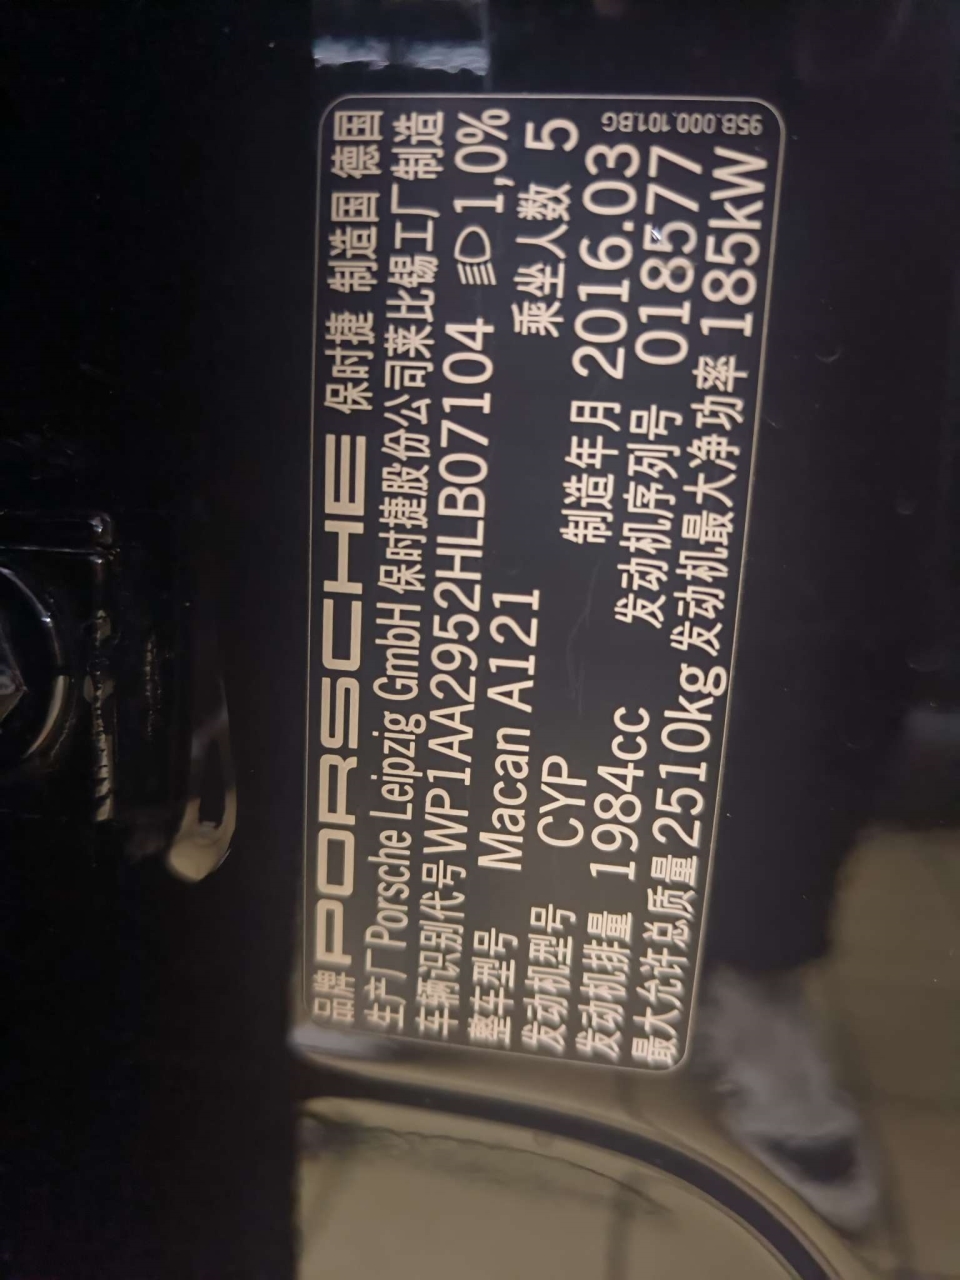 品牌 PORSCHE 保时捷 制造国 德国
生产厂 Porsche Leipzig GmbH 保时捷股份公司莱比锡工厂制造
车辆识别代号 WP1AA2952HLB07104 1,0%
整车型号 Macan A121 乘坐人数 5
发动机型号 CYP 制造年月 2016.03
发动机排量 1984cc 发动机序列号 018577
最大允许总质量 2510kg 发动机最大净功率 185kW
95B.000.101.BG